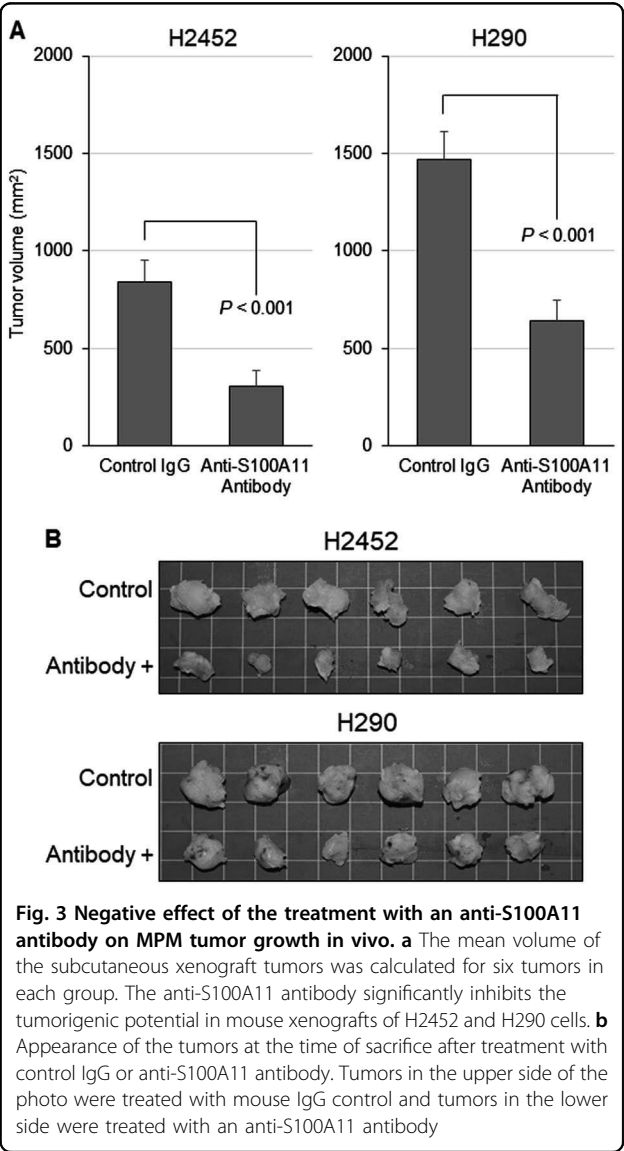 A
H2452
H290
2000
1500
1000
500
0
Tumor volume (mm²)
P < 0.001
Control IgG
Anti-S100A11
Antibody
2000
1500
1000
500
0
P < 0.001
Control IgG
Anti-S100A11
Antibody
B
H2452
Control
Antibody +
H290
Control
Antibody +
Fig. 3 Negative effect of the treatment with an anti-S100A11
antibody on MPM tumor growth in vivo. a The mean volume of
the subcutaneous xenograft tumors was calculated for six tumors in
each group. The anti-S100A11 antibody significantly inhibits the
tumorigenic potential in mouse xenografts of H2452 and H290 cells. b
Appearance of the tumors at the time of sacrifice after treatment with
control IgG or anti-S100A11 antibody. Tumors in the upper side of the
photo were treated with mouse IgG control and tumors in the lower
side were treated with an anti-S100A11 antibody